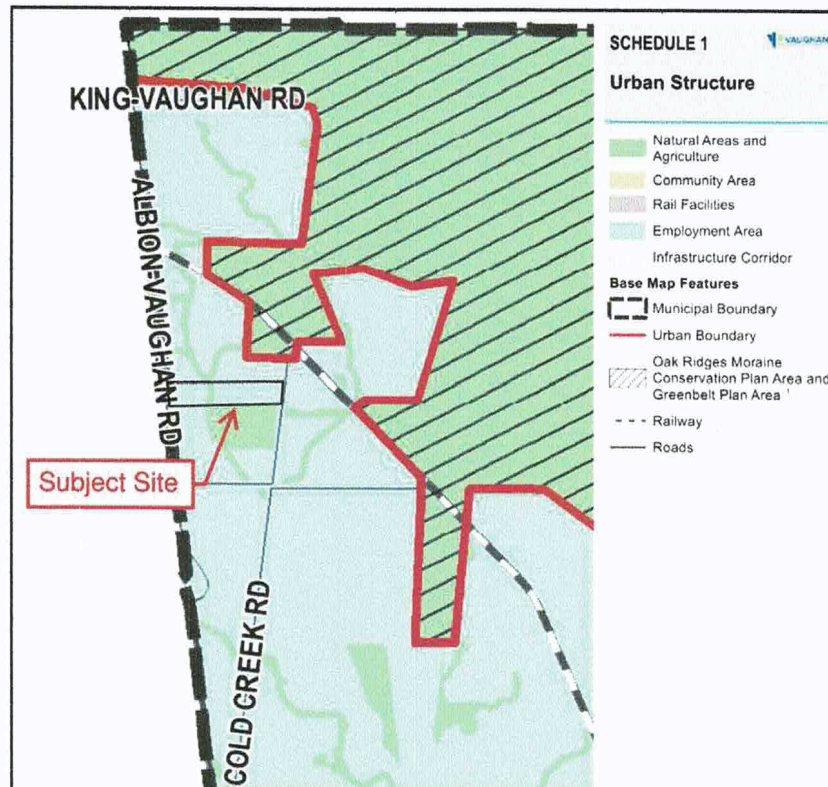 SCHEDULE 1
VAUGHAN
Urban Structure
Natural Areas and
Agriculture
Community Area
Rail Facilities
Employment Area
Infrastructure Corridor
Base Map Features
Municipal Boundary
Urban Boundary
Oak Ridges Moraine
Conservation Plan Area and
Greenbelt Plan Area 1
Railway
Roads
KING-VAUGHAN RD
ALBION-VAUGHAN RD
Subject Site
COLD CREEK RD